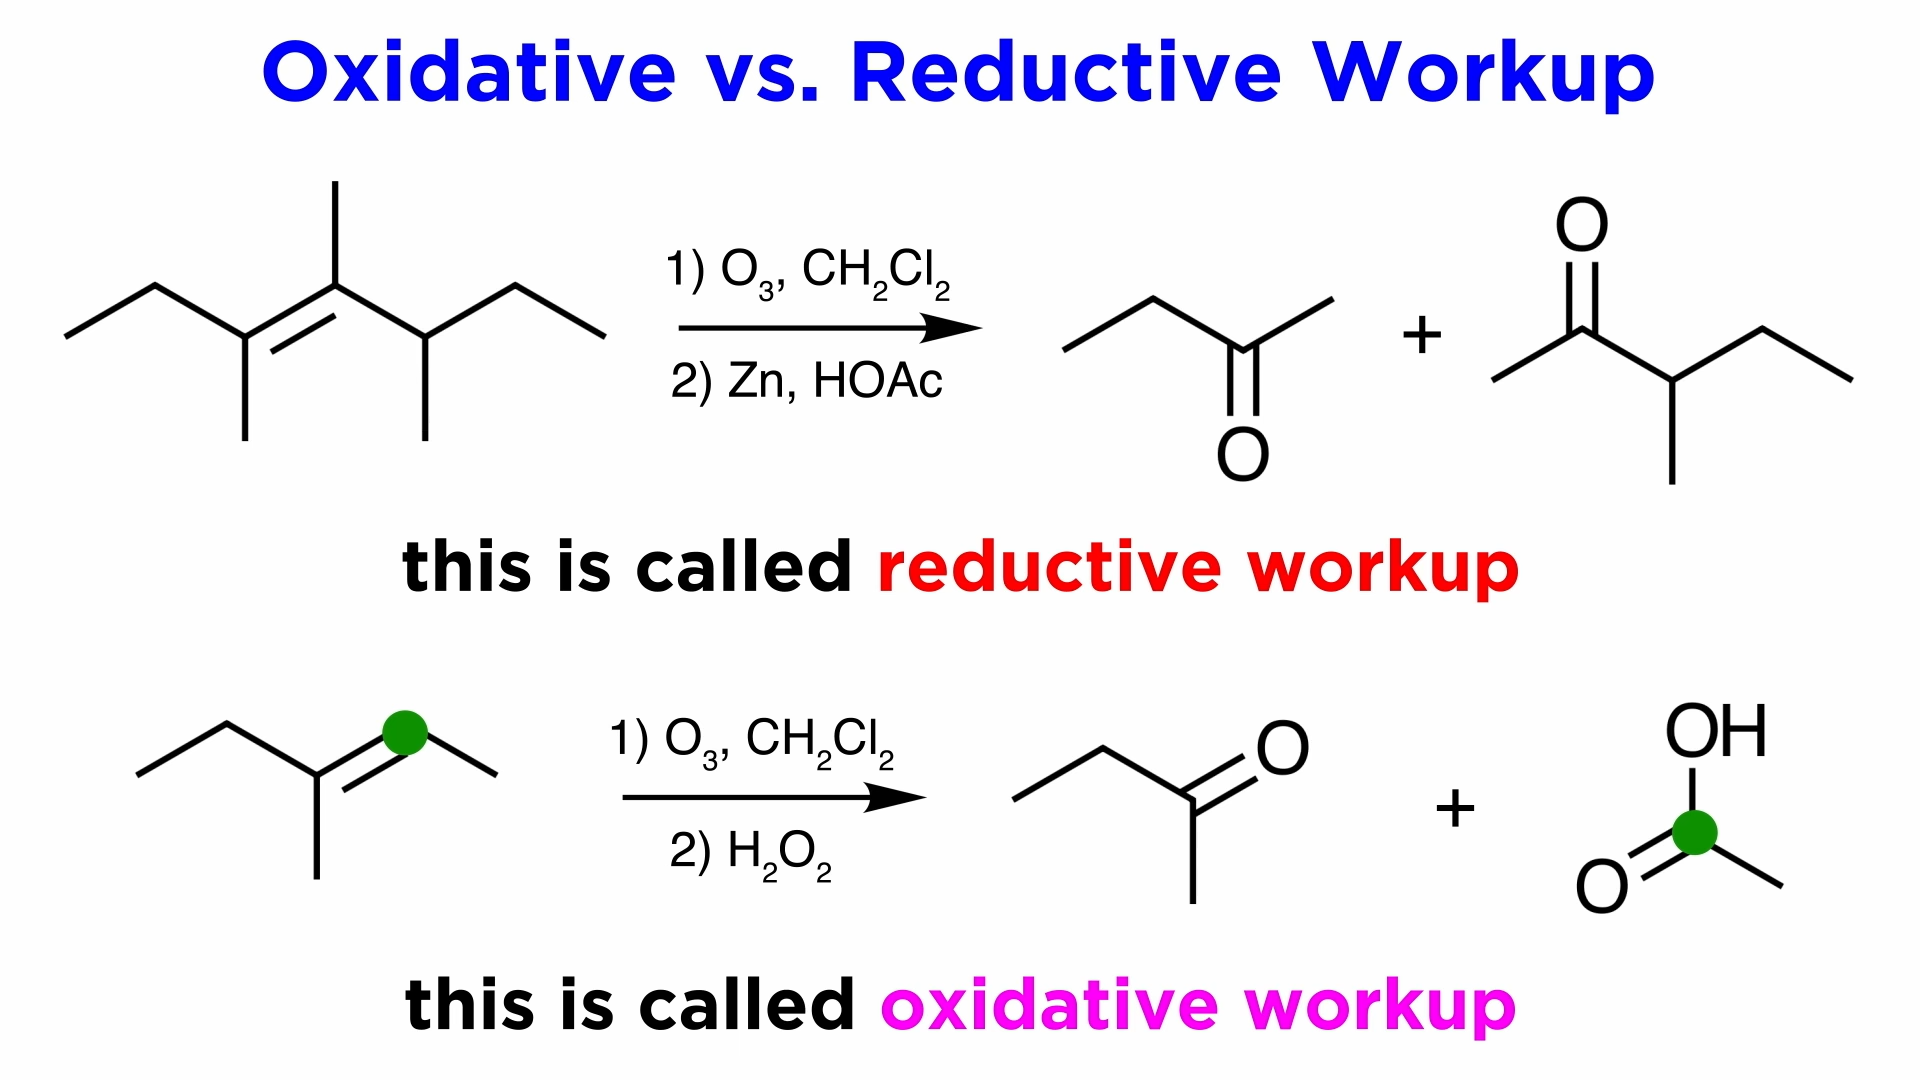 Oxidative vs. Reductive Workup
O
1) O₃, CH₂Cl₂
+
2) Zn, HOAc
O
this is called reductive workup
OH
1) O₃, CH₂Cl₂
O
+
2) H₂O₂
O
this is called oxidative workup